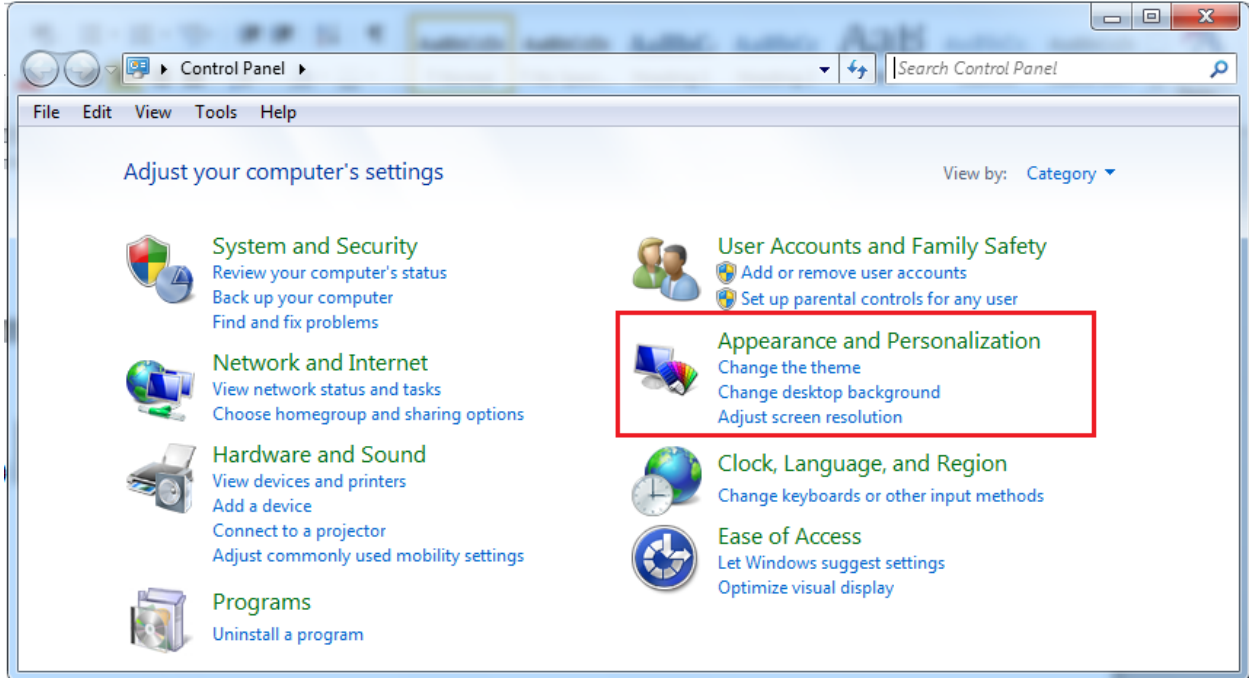 Control Panel
Search Control Panel
File Edit View Tools Help
Adjust your computer's settings
View by: Category
System and Security
Review your computer's status
Back up your computer
Find and fix problems
Network and Internet
View network status and tasks
Choose homegroup and sharing options
Hardware and Sound
View devices and printers
Add a device
Connect to a projector
Adjust commonly used mobility settings
Programs
Uninstall a program
User Accounts and Family Safety
Add or remove user accounts
Set up parental controls for any user
Appearance and Personalization
Change the theme
Change desktop background
Adjust screen resolution
Clock, Language, and Region
Change keyboards or other input methods
Ease of Access
Let Windows suggest settings
Optimize visual display